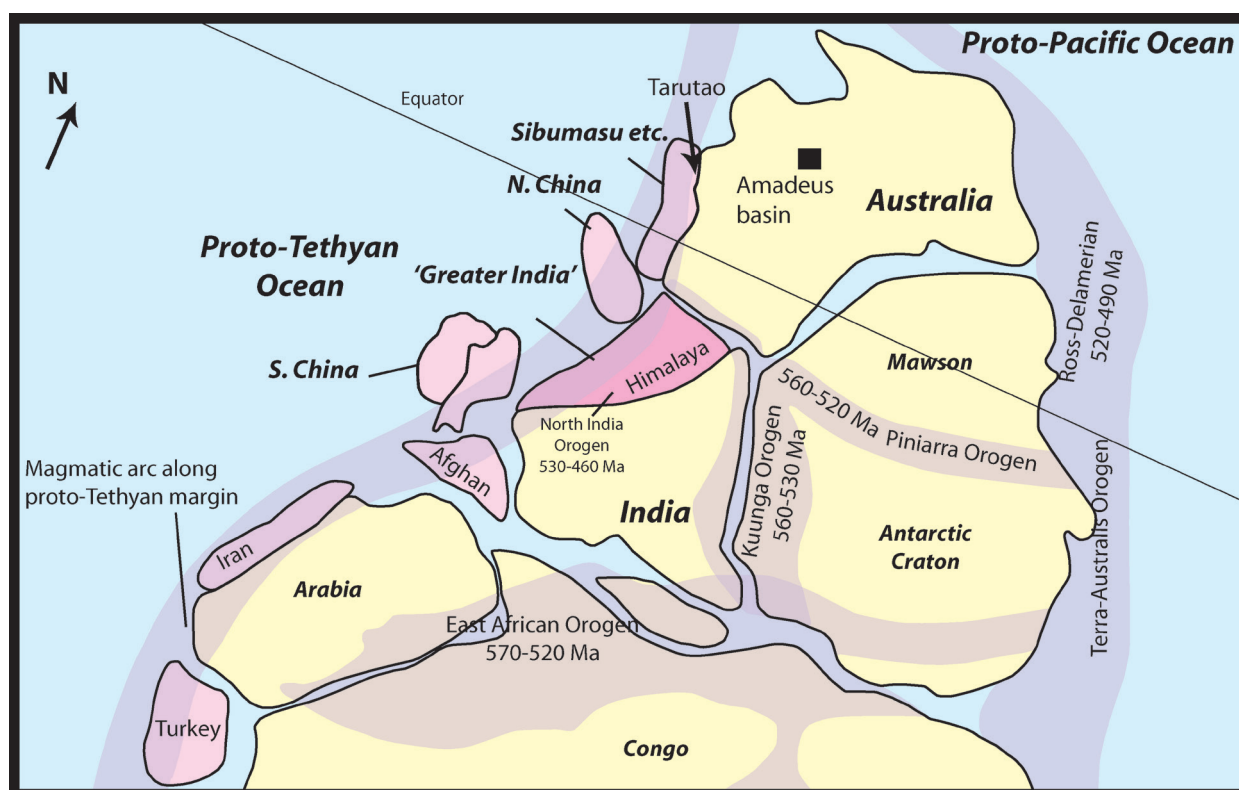 Proto-Pacific Ocean
N
Equator
Tarutao
Sibumasu etc.
N. China
Amadeus
basin
Australia
Proto-Tethyan
Ocean
'Greater India'
Ross-Delamerian
520-490 Ma
S. China
Himalaya
Mawson
560-520 Ma Piniarra Orogen
North India
Orogen
530-460 Ma
Kuunga Orogen
560-530 Ma
Afghan
Magmatic arc along
proto-Tethyan margin
India
Antarctic
Craton
Iran
Arabia
Terra-Australis Orogen
East African Orogen
570-520 Ma
Turkey
Congo